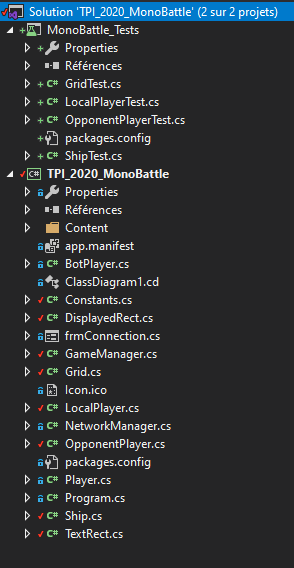 Solution 'TPI_2020_MonoBattle' (2 sur 2 projets)
MonoBattle_Tests
Properties
Références
GridTest.cs
LocalPlayerTest.cs
OpponentPlayerTest.cs
packages.config
ShipTest.cs
TPI_2020_MonoBattle
Properties
Références
Content
app.manifest
BotPlayer.cs
ClassDiagram1.cd
Constants.cs
DisplayedRect.cs
frmConnection.cs
GameManager.cs
Grid.cs
Icon.ico
LocalPlayer.cs
NetworkManager.cs
OpponentPlayer.cs
packages.config
Player.cs
Program.cs
Ship.cs
TextRect.cs